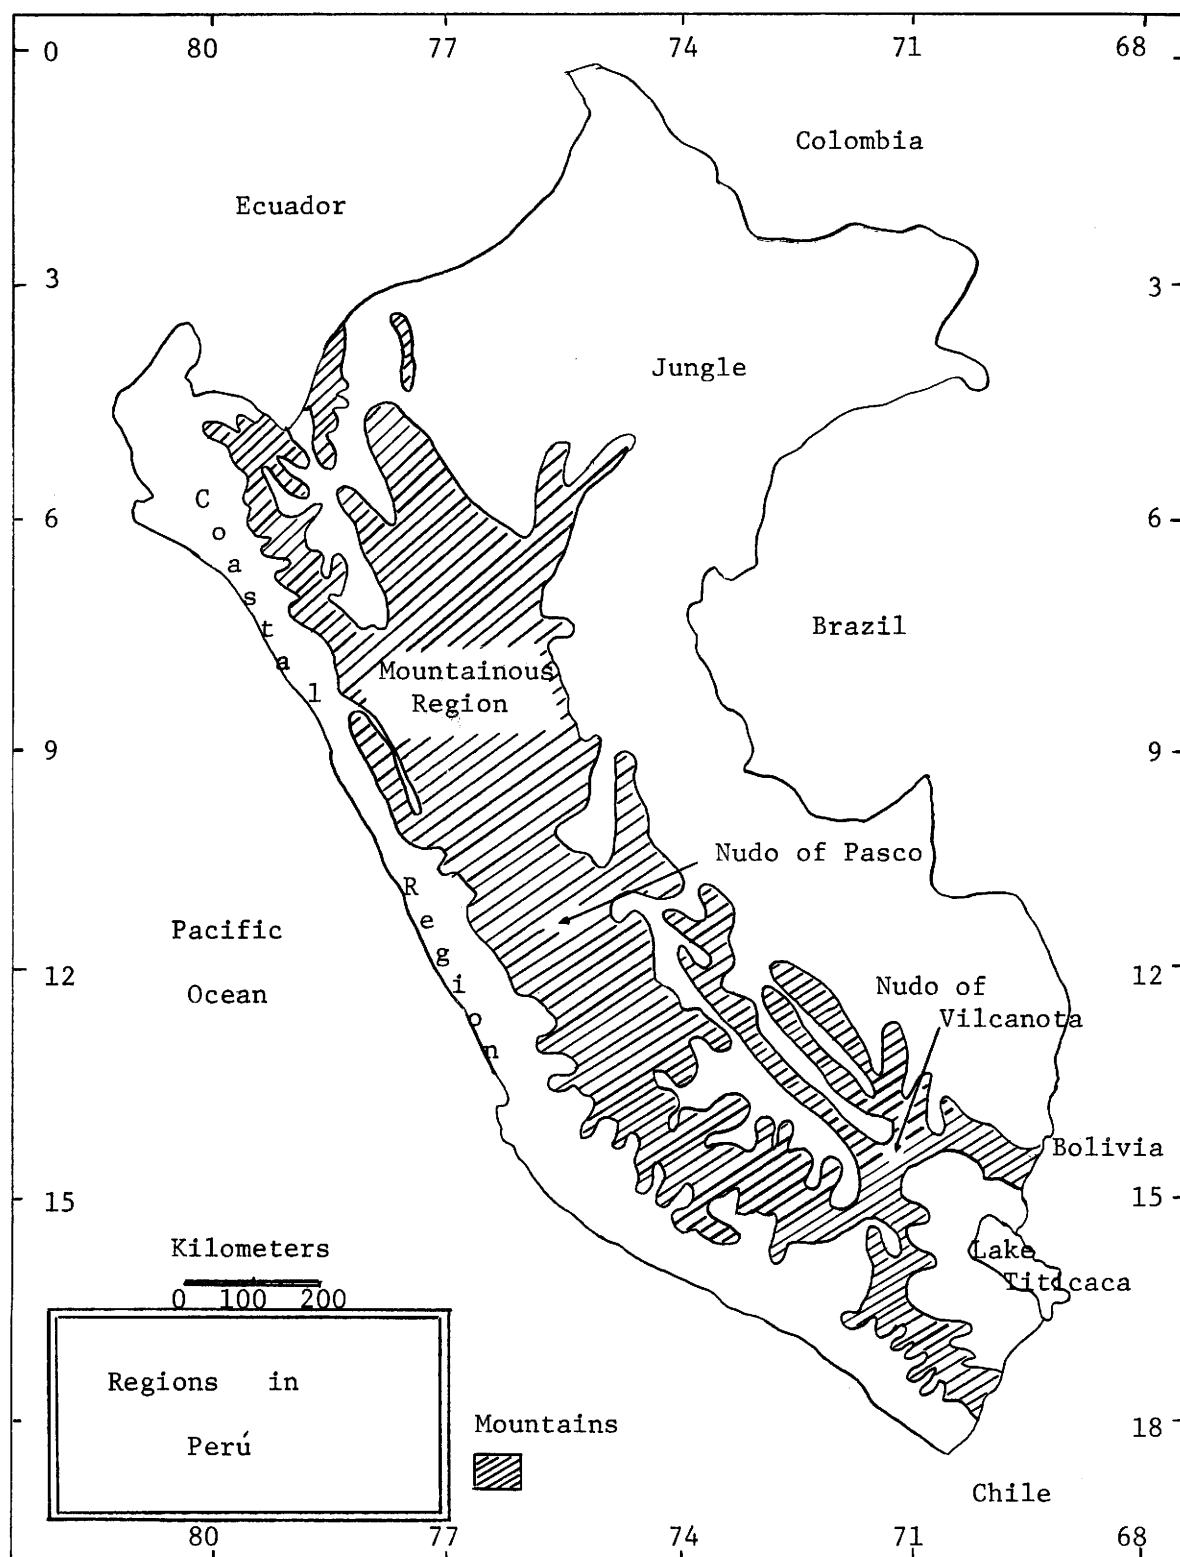 80 77 74 71 68
0
Colombia
Ecuador
3 3
Jungle
Coastal
6 6
Brazil
Mountainous
Region
9 9
Nudo of Pasco
Region
Pacific
Ocean
12 12
Nudo of
Vilcanota
Bolivia
15 15
Kilometers
0 100 200
Lake
Titicaca
Regions in
Perú
Mountains
18
Chile
80 77 74 71 68